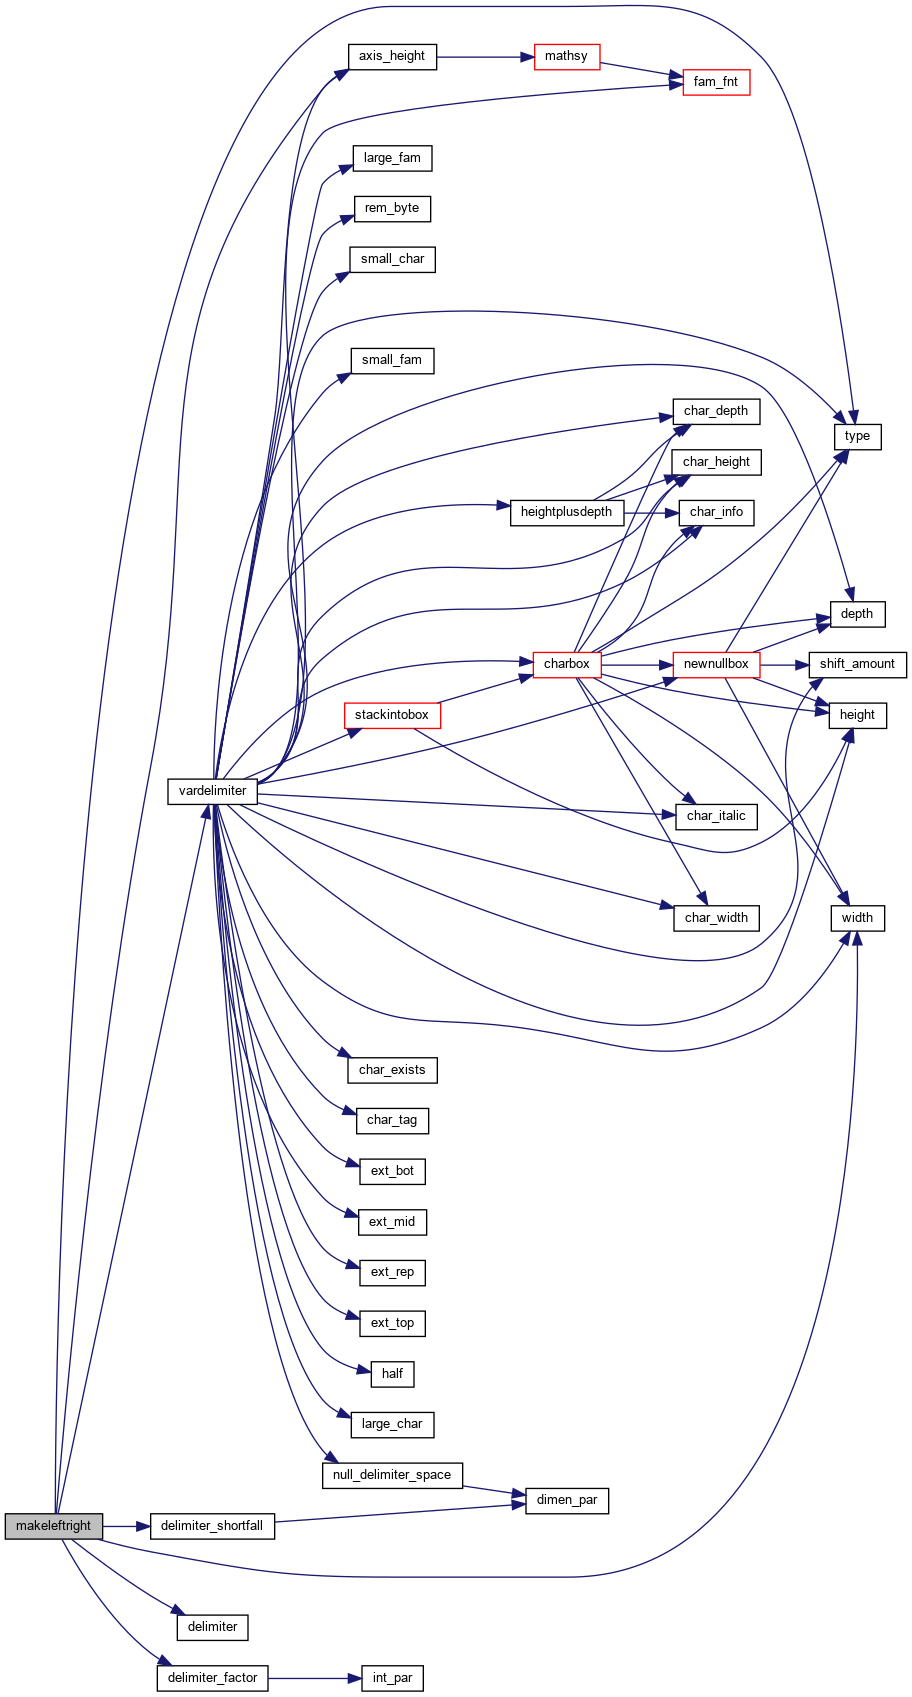 axis_height
mathsy
fam_fnt
large_fam
rem_byte
small_char
small_fam
char_depth
type
char_height
heightplusdepth
char_info
depth
charbox
newnullbox
shift_amount
stackintobox
height
vardelimiter
char_italic
char_width
width
char_exists
char_tag
ext_bot
ext_mid
ext_rep
ext_top
half
large_char
null_delimiter_space
dimen_par
makeleftright
delimiter_shortfall
delimiter
delimiter_factor
int_par